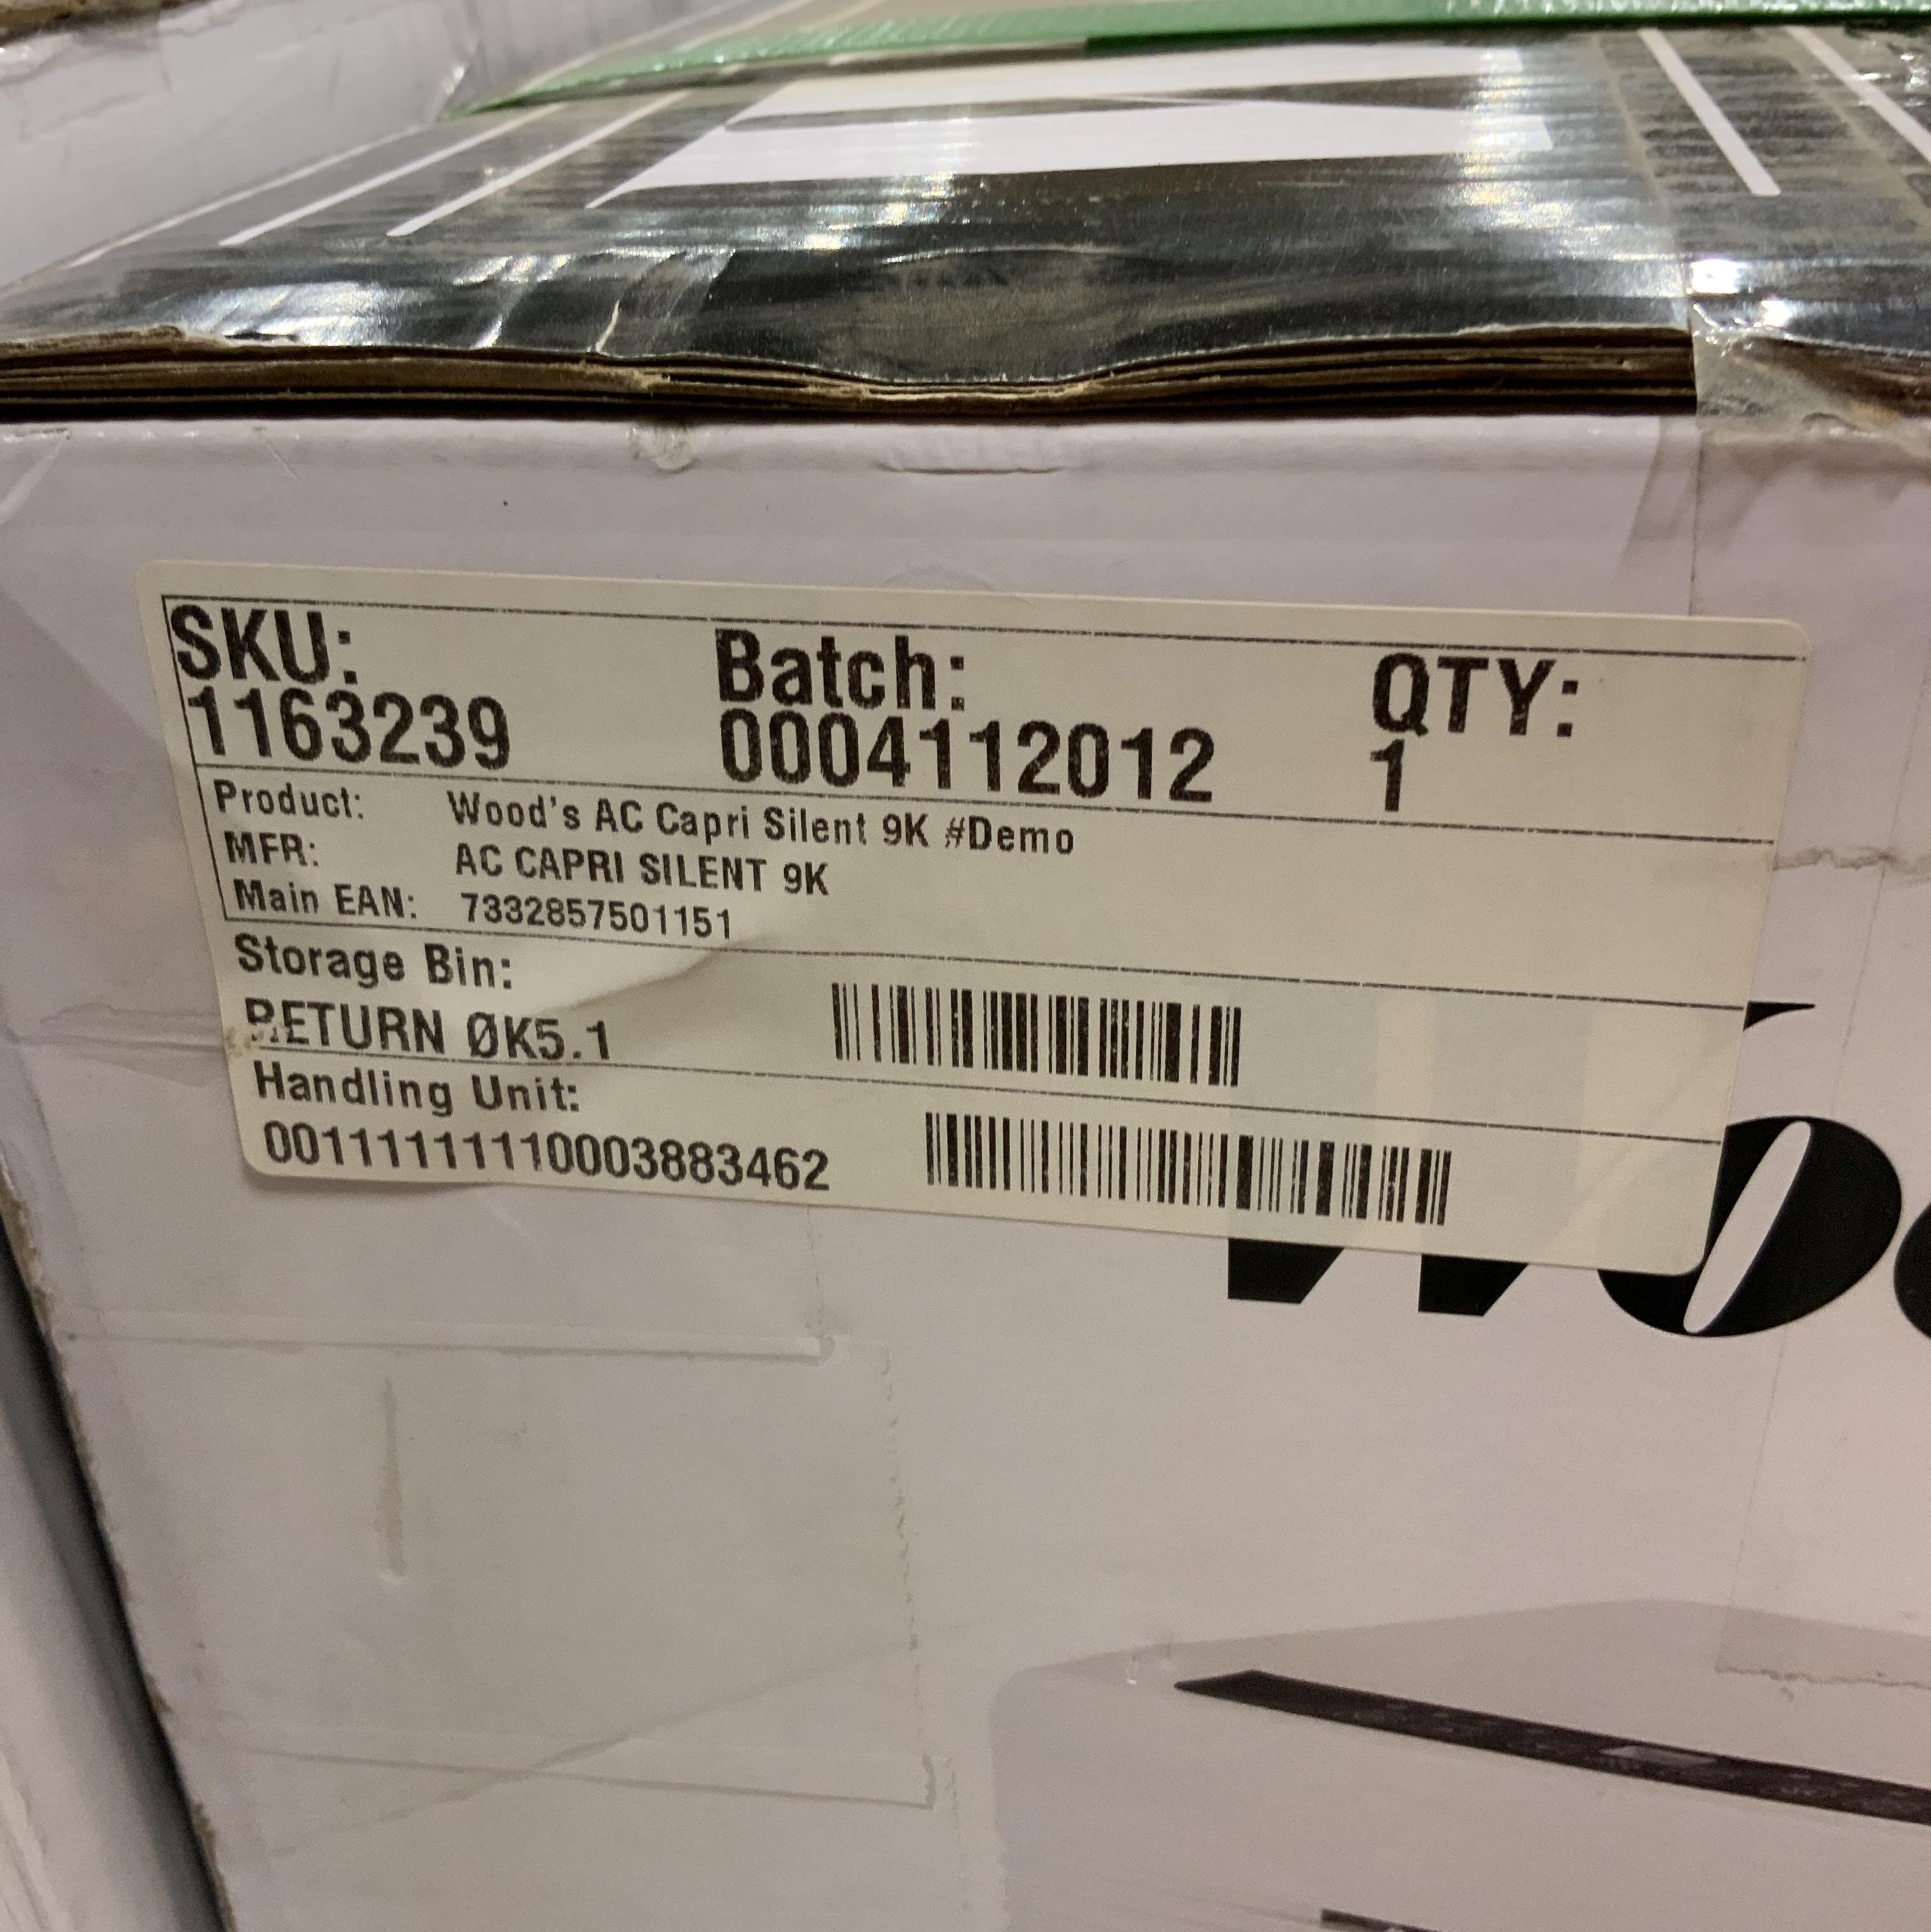 SKU: Batch: QTY:
1163239 0004112012 1
Product: Wood's AC Capri Silent 9K #Demo
MFR: AC CAPRI SILENT 9K
Main EAN: 7332857501151
Storage Bin:
RETURN ØK5.1
Handling Unit:
00111111110003883462